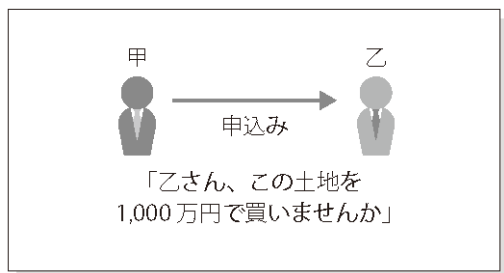 甲
乙
申込み
「乙さん、この土地を
1,000万円で買いませんか」